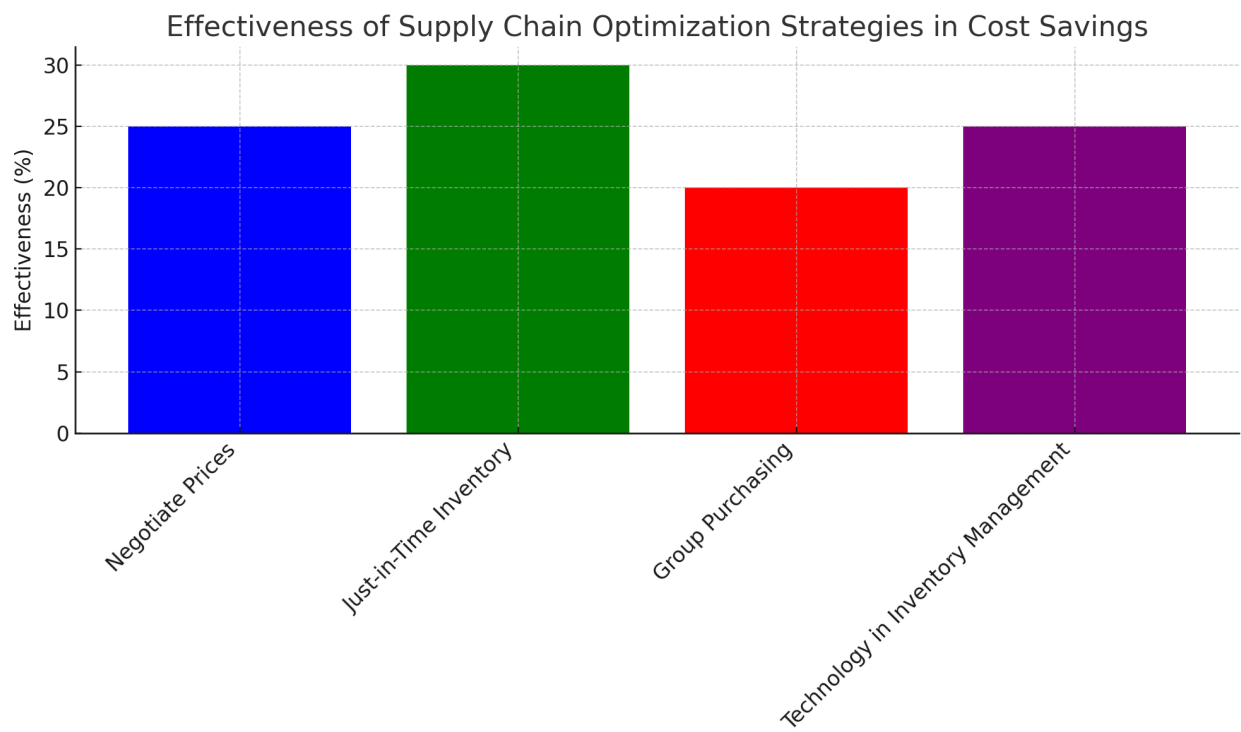 Effectiveness of Supply Chain Optimization Strategies in Cost Savings
Effectiveness (%)
30
25
20
15
10
5
0
Negotiate Prices
Just-in-Time Inventory
Group Purchasing
Technology in Inventory Management